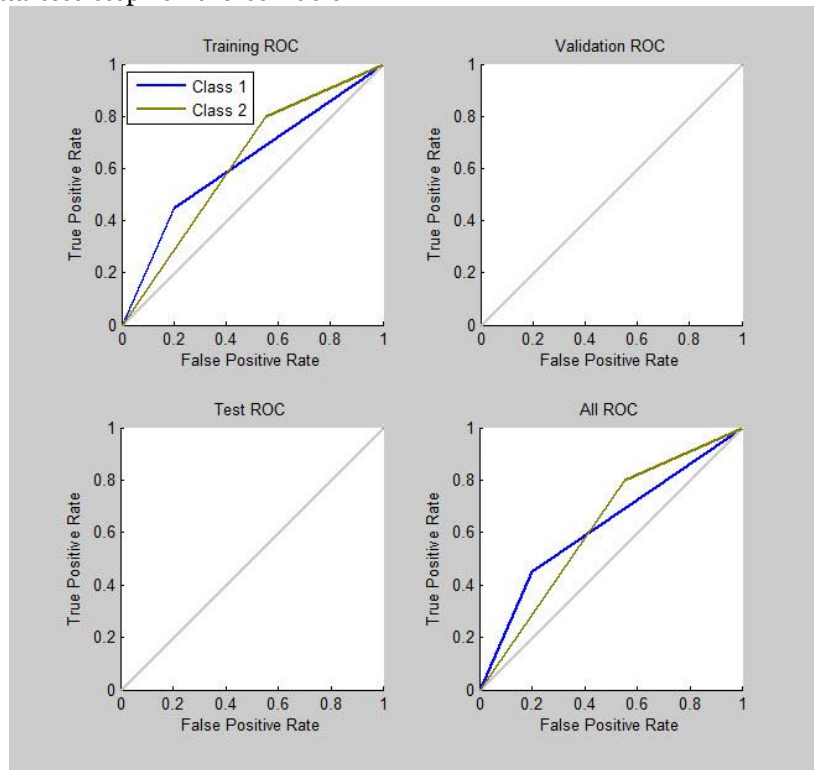 Training ROC
Class 1
Class 2
True Positive Rate
1
0.8
0.6
0.4
0.2
0
0 0.2 0.4 0.6 0.8 1
False Positive Rate
Validation ROC
True Positive Rate
1
0.8
0.6
0.4
0.2
0
0 0.2 0.4 0.6 0.8 1
False Positive Rate
Test ROC
True Positive Rate
1
0.8
0.6
0.4
0.2
0
0 0.2 0.4 0.6 0.8 1
False Positive Rate
All ROC
True Positive Rate
1
0.8
0.6
0.4
0.2
0
0 0.2 0.4 0.6 0.8 1
False Positive Rate